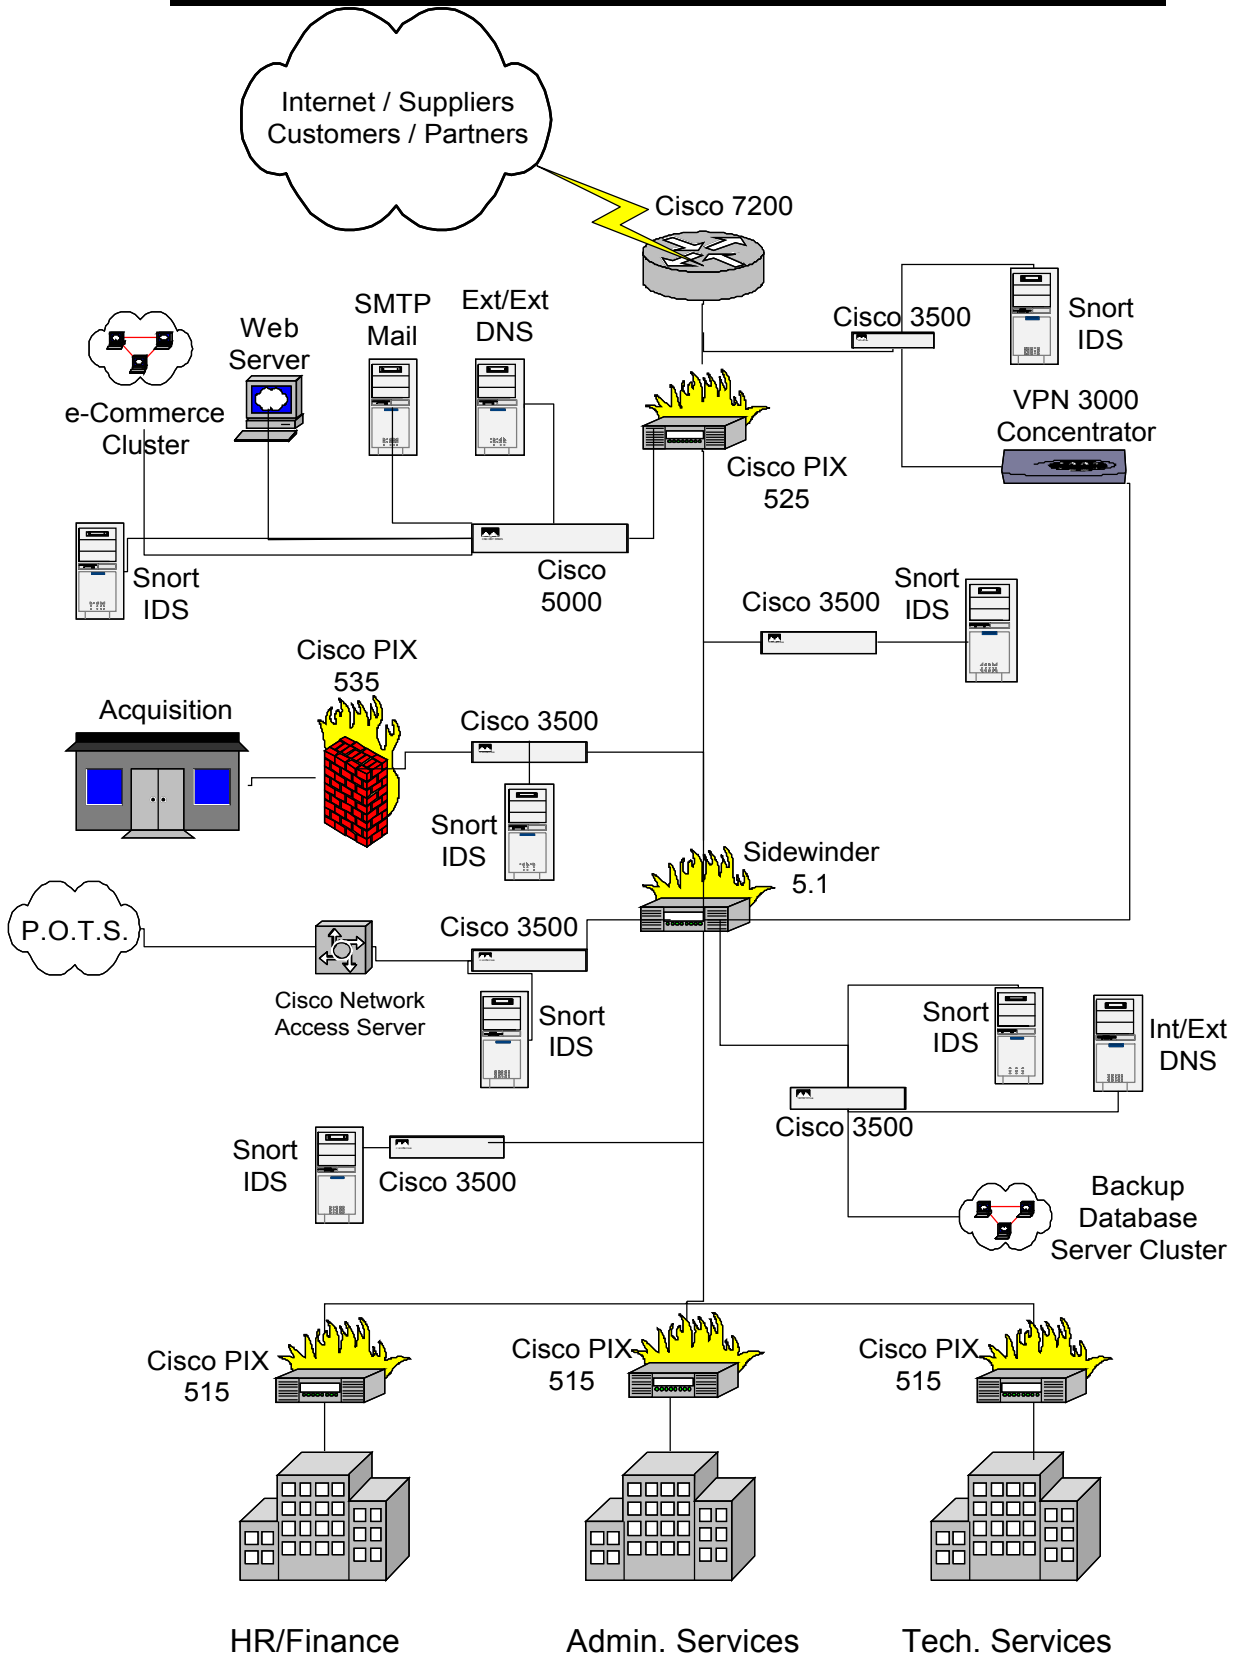 Internet / Suppliers
Customers / Partners
Cisco 7200
SMTP
Mail
Ext/Ext
DNS
Web
Server
Cisco 3500
Snort
IDS
e-Commerce
Cluster
VPN 3000
Concentrator
Cisco PIX
525
Snort
IDS
Cisco
5000
Cisco 3500
Snort
IDS
Cisco PIX
535
Acquisition
Cisco 3500
Snort
IDS
Sidewinder
5.1
P.O.T.S.
Cisco 3500
Cisco Network
Access Server
Snort
IDS
Snort
IDS
Int/Ext
DNS
Cisco 3500
Snort
IDS
Cisco 3500
Backup
Database
Server Cluster
Cisco PIX
515
Cisco PIX
515
Cisco PIX
515
HR/Finance
Admin. Services
Tech. Services